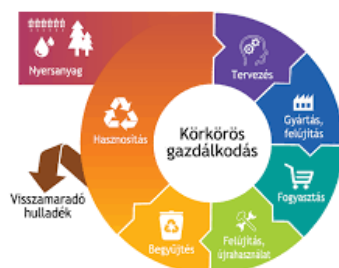 Nyersanyag
Tervezés
Gyártás,
felújítás
Hasznosítás
Körkörös
gazdálkodás
Fogyasztás
Visszamaradó
hulladék
Felújítás,
újrahasználat
Begyűjtés